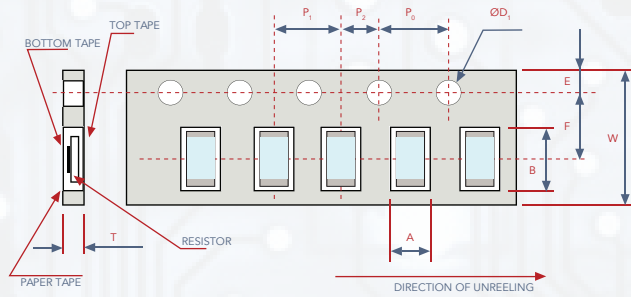 TOP TAPE
P1
P2
P0
ØD1
BOTTOM TAPE
E
F
W
B
T
RESISTOR
A
PAPER TAPE
DIRECTION OF UNREELING